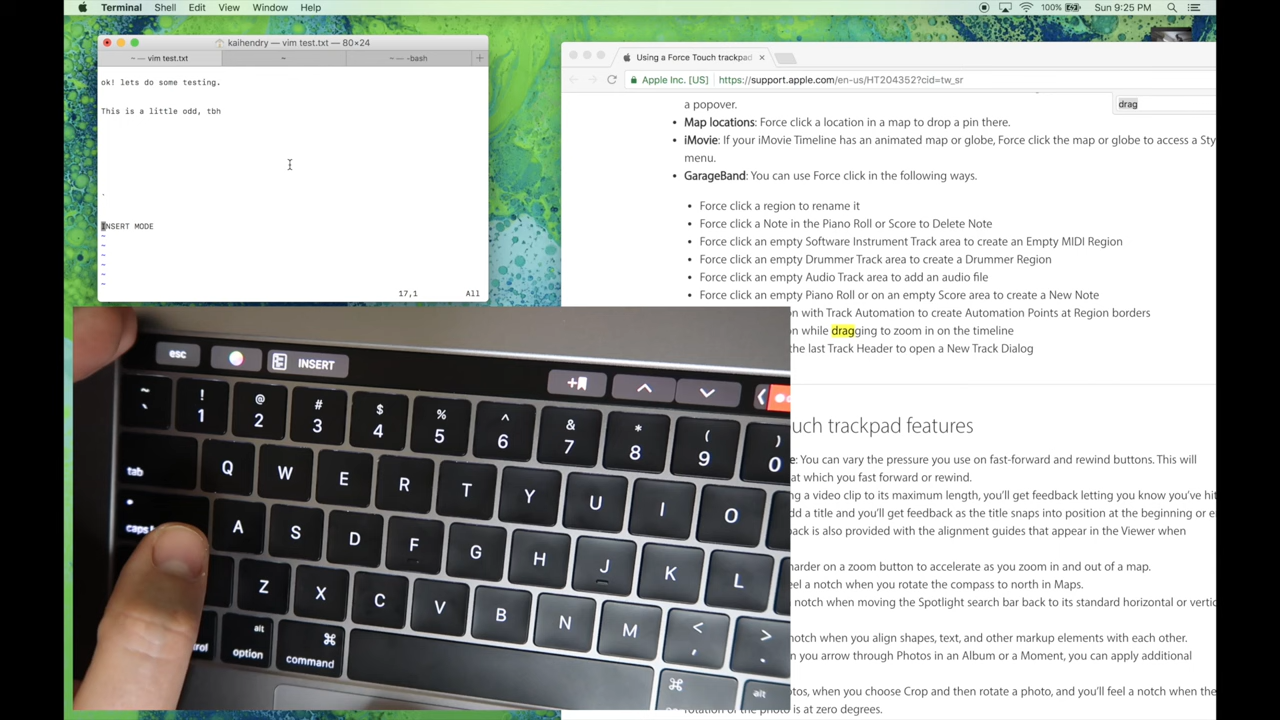 Terminal Shell Edit View Window Help
100% Sun 9:25 PM
kaihendry — vim test.txt — 80×24
~ — vim test.txt
~
~ — -bash
ok! lets do some testing.
This is a little odd, tbh
.
INSERT MODE
~
~
~
~
~
~
17,1 All
Using a Force Touch trackpad
Apple Inc. [US] https://support.apple.com/en-us/HT204352?cid=tw_sr
drag
a popover.
Map locations: Force click a location in a map to drop a pin there.
iMovie: If your iMovie Timeline has an animated map or globe, Force click the map or globe to access a Sty
menu.
GarageBand: You can use Force click in the following ways.
Force click a region to rename it
Force click a Note in the Piano Roll or Score to Delete Note
Force click an empty Software Instrument Track area to create an Empty MIDI Region
Force click an empty Drummer Track area to create a Drummer Region
Force click an empty Audio Track area to add an audio file
Force click an empty Piano Roll or on an empty Score area to create a New Note
on with Track Automation to create Automation Points at Region borders
on while dragging to zoom in on the timeline
the last Track Header to open a New Track Dialog
uch trackpad features
e: You can vary the pressure you use on fast-forward and rewind buttons. This will
at which you fast forward or rewind.
ng a video clip to its maximum length, you'll get feedback letting you know you've hit
dd a title and you'll get feedback as the title snaps into position at the beginning or e
back is also provided with the alignment guides that appear in the Viewer when
harder on a zoom button to accelerate as you zoom in and out of a map.
eel a notch when you rotate the compass to north in Maps.
notch when moving the Spotlight search bar back to its standard horizontal or vertic
notch when you align shapes, text, and other markup elements with each other.
n you arrow through Photos in an Album or a Moment, you can apply additional
otos, when you choose Crop and then rotate a photo, and you'll feel a notch when the
rotation of the photo is at zero degrees.
esc INSERT
~ ! @ # $ % ^ & * ( )
` 1 2 3 4 5 6 7 8 9 0
tab Q W E R T Y U I O
caps A S D F G H J K L
Z X C V B N M < , > .
rol alt option ⌘ command ⌘ alt